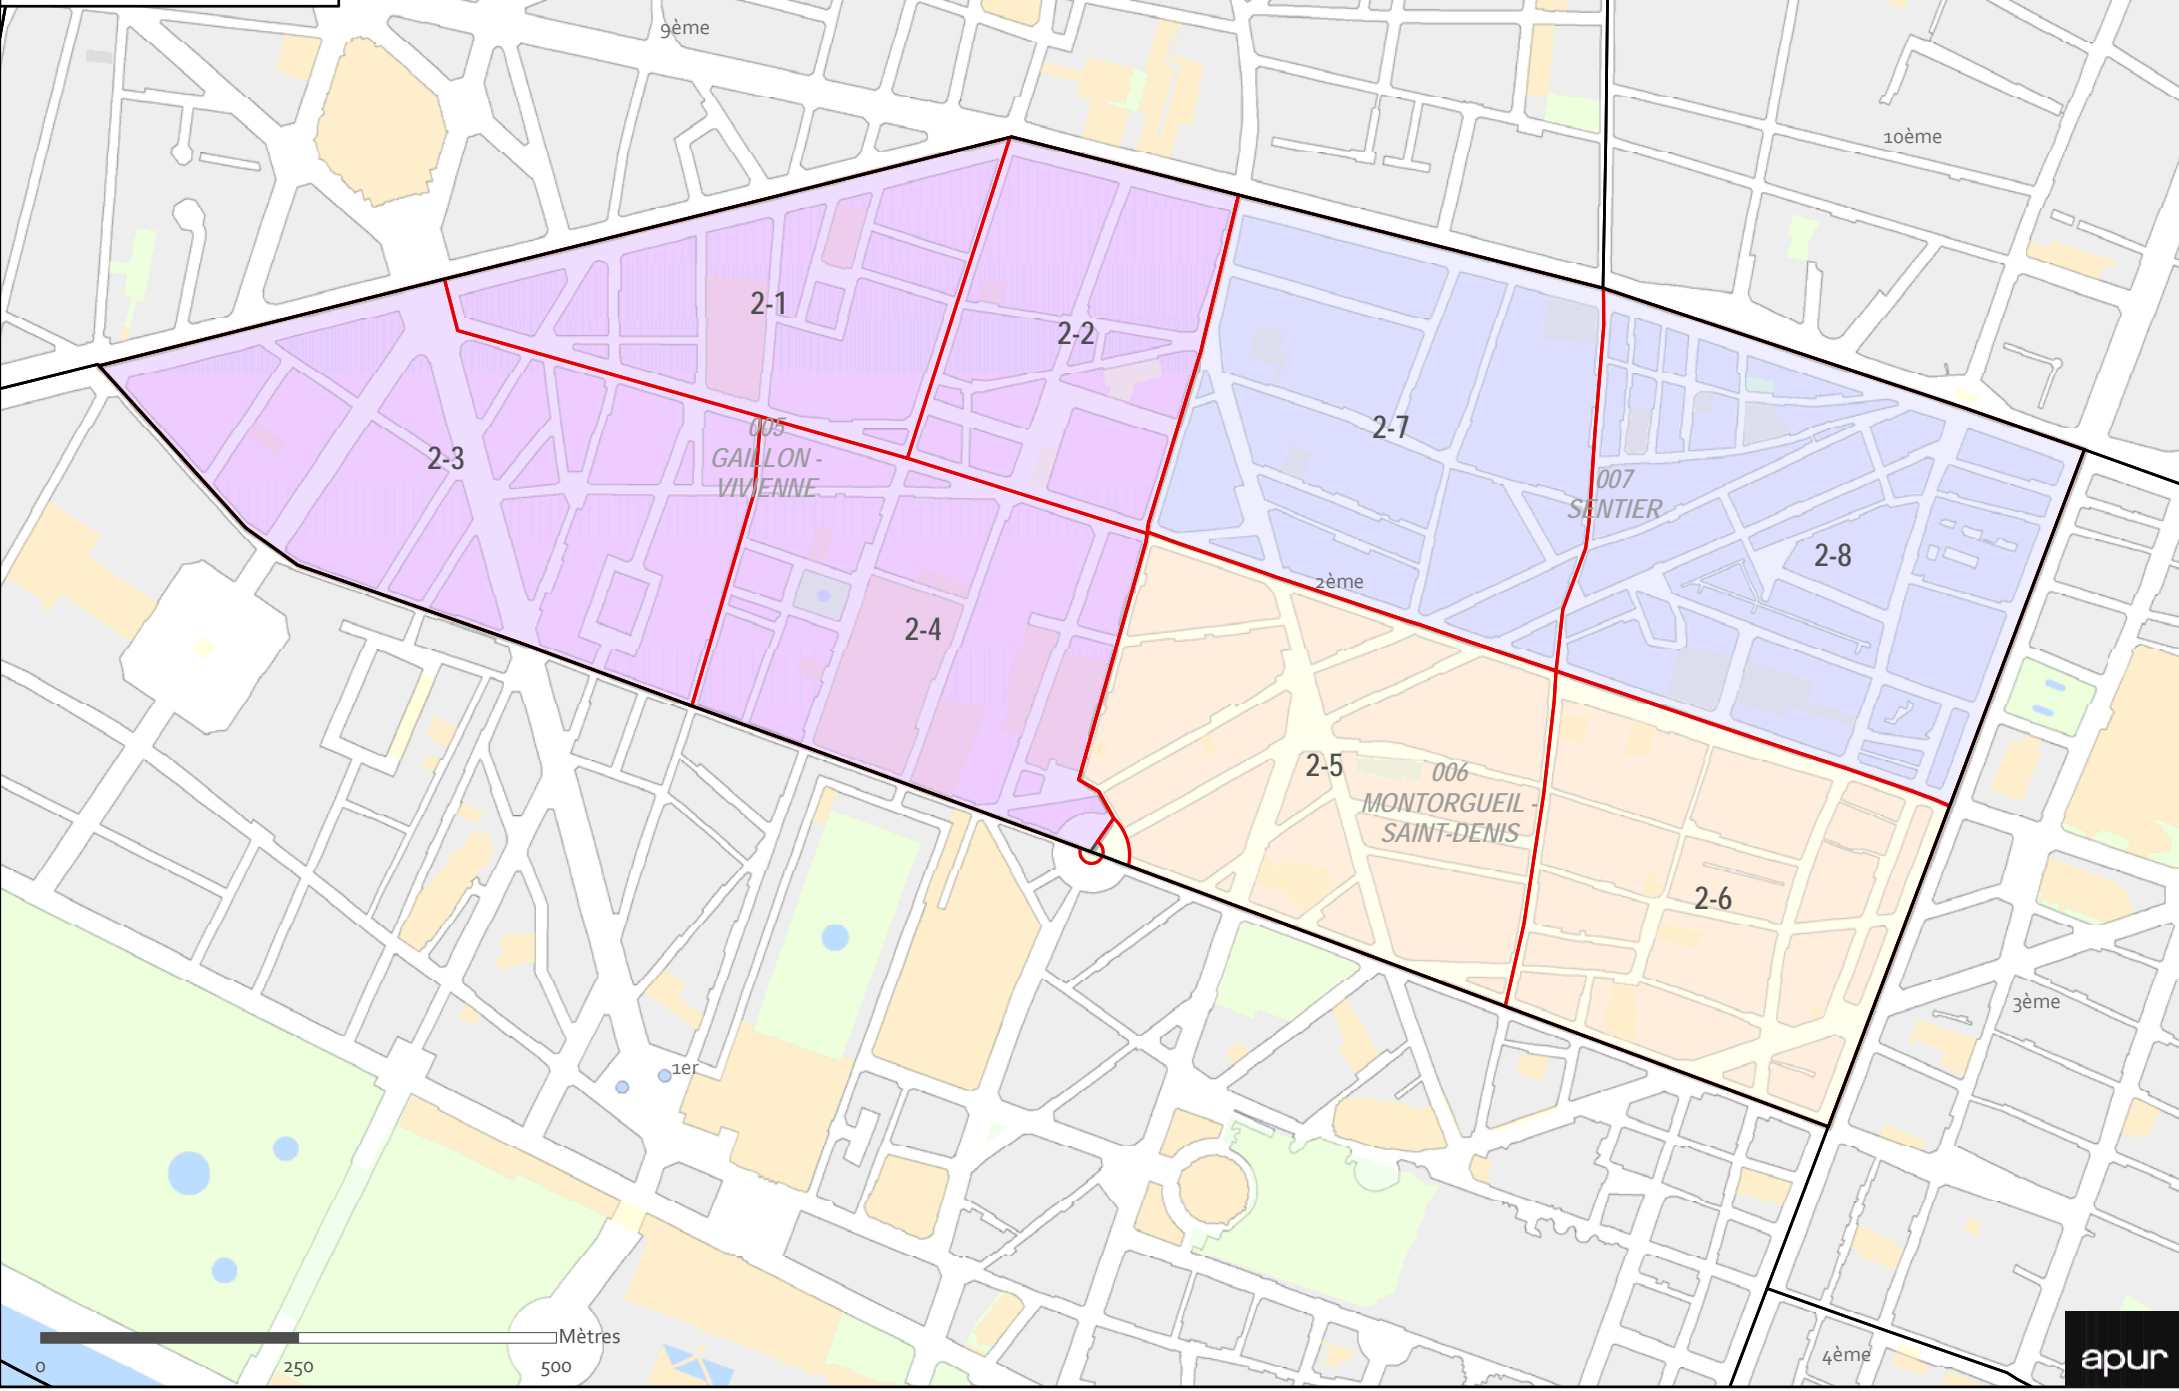 9ème
10ème
2-1
2-2
2-7
005
GAILLON -
VIVIENNE
2-3
007
SENTIER
2-8
2ème
2-4
2-5
006
MONTORGUEIL -
SAINT-DENIS
2-6
3ème
1er
Mètres
0 250 500
4ème
apur